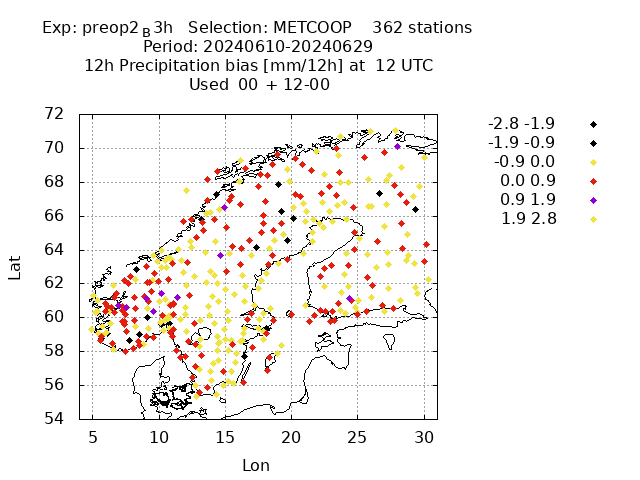 Exp: preop2_B3h Selection: METCOOP 362 stations
Period: 20240610-20240629
12h Precipitation bias [mm/12h] at 12 UTC
Used 00 + 12-00
72
70
68
66
64
62
60
58
56
54
5 10 15 20 25 30
Lat
Lon
-2.8 -1.9
-1.9 -0.9
-0.9 0.0
0.0 0.9
0.9 1.9
1.9 2.8